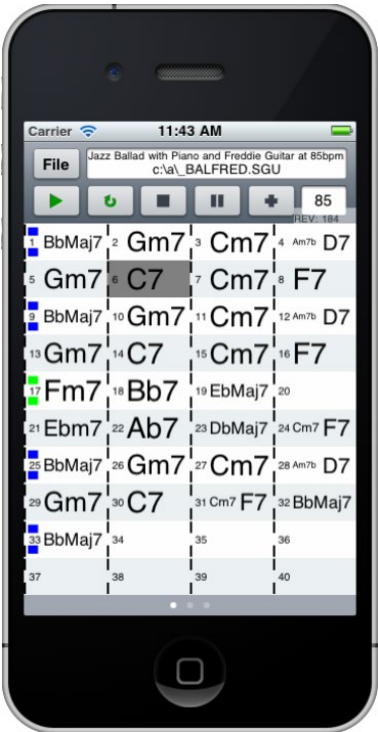 Carrier 11:43 AM
File
Jazz Ballad with Piano and Freddie Guitar at 85bpm
c:\a\_BALFRED.SGU
85
REV: 184
1 BbMaj7 2 Gm7 3 Cm7 4 Am7b D7
5 Gm7 6 C7 7 Cm7 8 F7
9 BbMaj7 10 Gm7 11 Cm7 12 Am7b D7
13 Gm7 14 C7 15 Cm7 16 F7
17 Fm7 18 Bb7 19 EbMaj7 20
21 Ebm7 22 Ab7 23 DbMaj7 24 Cm7 F7
25 BbMaj7 26 Gm7 27 Cm7 28 Am7b D7
29 Gm7 30 C7 31 Cm7 F7 32 BbMaj7
33 BbMaj7 34 35 36
37 38 39 40